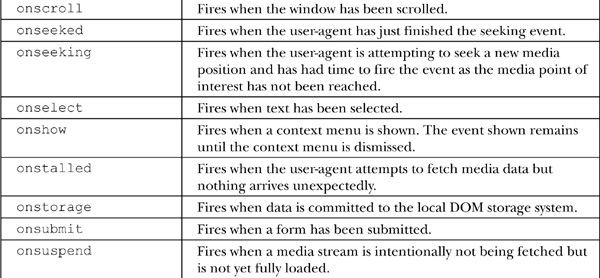 onscroll Fires when the window has been scrolled.
onseeked Fires when the user-agent has just finished the seeking event.
onseeking Fires when the user-agent is attempting to seek a new media
position and has had time to fire the event as the media point of
interest has not been reached.
onselect Fires when text has been selected.
onshow Fires when a context menu is shown. The event shown remains
until the context menu is dismissed.
onstalled Fires when the user-agent attempts to fetch media data but
nothing arrives unexpectedly.
onstorage Fires when data is committed to the local DOM storage system.
onsubmit Fires when a form has been submitted.
onsuspend Fires when a media stream is intentionally not being fetched but
is not yet fully loaded.